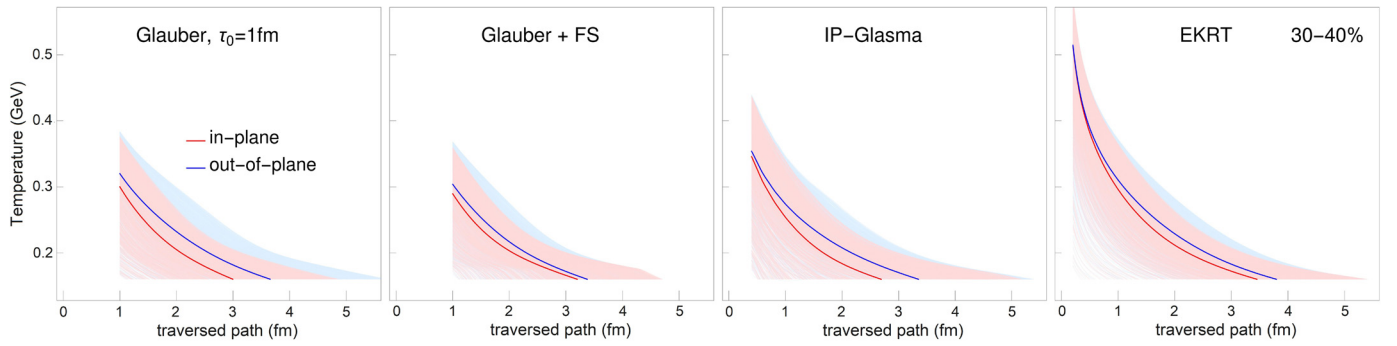 Glauber, τ0=1fm
Glauber + FS
IP−Glasma
EKRT
30−40%
0.5
0.4
0.3
0.2
Temperature (GeV)
in−plane
out−of−plane
0 1 2 3 4 5
0 1 2 3 4 5
0 1 2 3 4 5
0 1 2 3 4 5
traversed path (fm)
traversed path (fm)
traversed path (fm)
traversed path (fm)